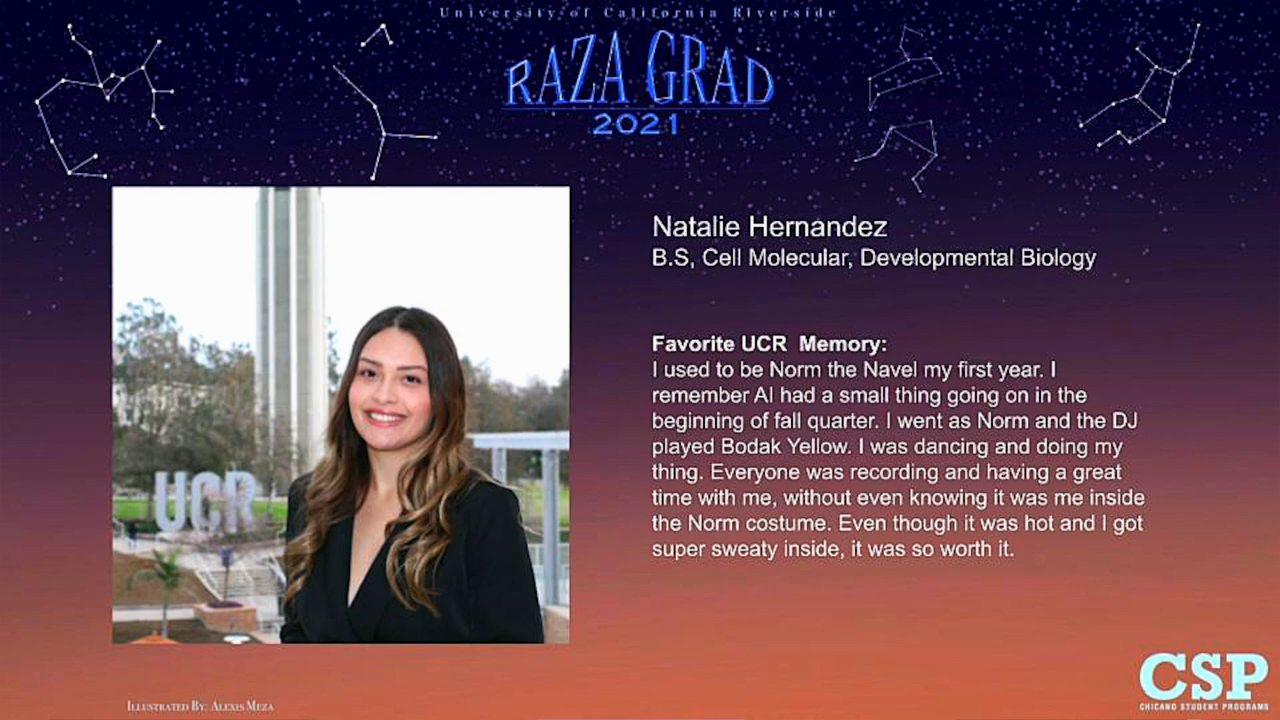 University of California Riverside
RAZA GRAD
2021
Natalie Hernandez
B.S, Cell Molecular, Developmental Biology
Favorite UCR Memory:
I used to be Norm the Navel my first year. I
remember AI had a small thing going on in the
beginning of fall quarter. I went as Norm and the DJ
played Bodak Yellow. I was dancing and doing my
thing. Everyone was recording and having a great
time with me, without even knowing it was me inside
the Norm costume. Even though it was hot and I got
super sweaty inside, it was so worth it.
UCR
CSP
CHICANO STUDENT PROGRAMS
Illustrated By: Alexis Meza